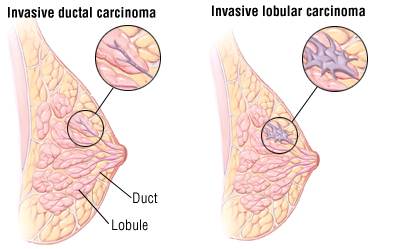 Invasive ductal carcinoma
Invasive lobular carcinoma
Duct
Lobule